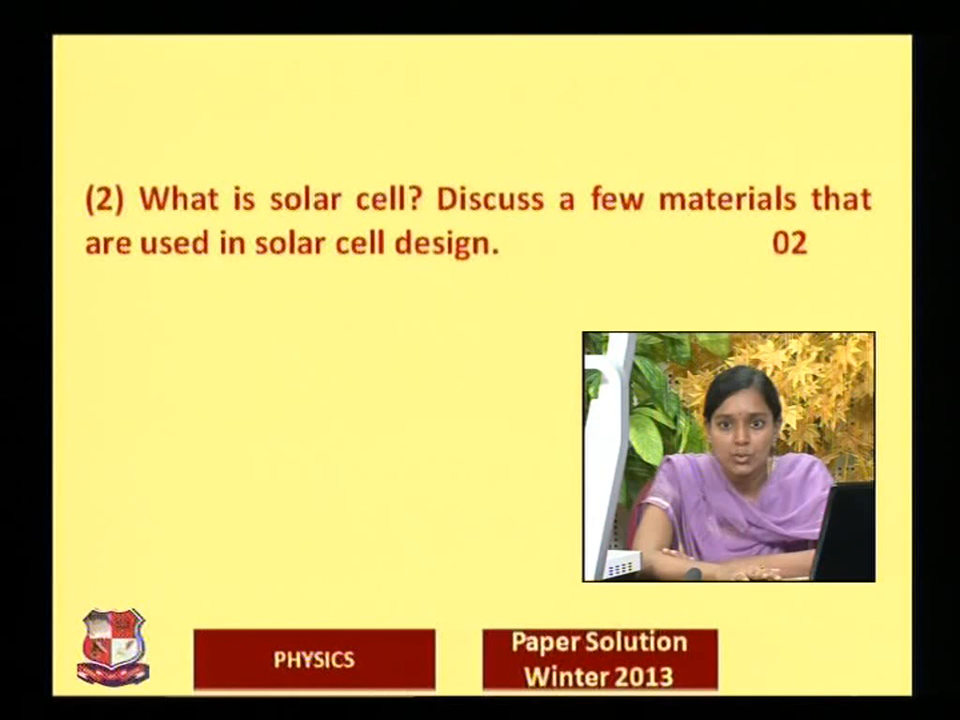 (2) What is solar cell? Discuss a few materials that
are used in solar cell design. 02
PHYSICS
Paper Solution
Winter 2013